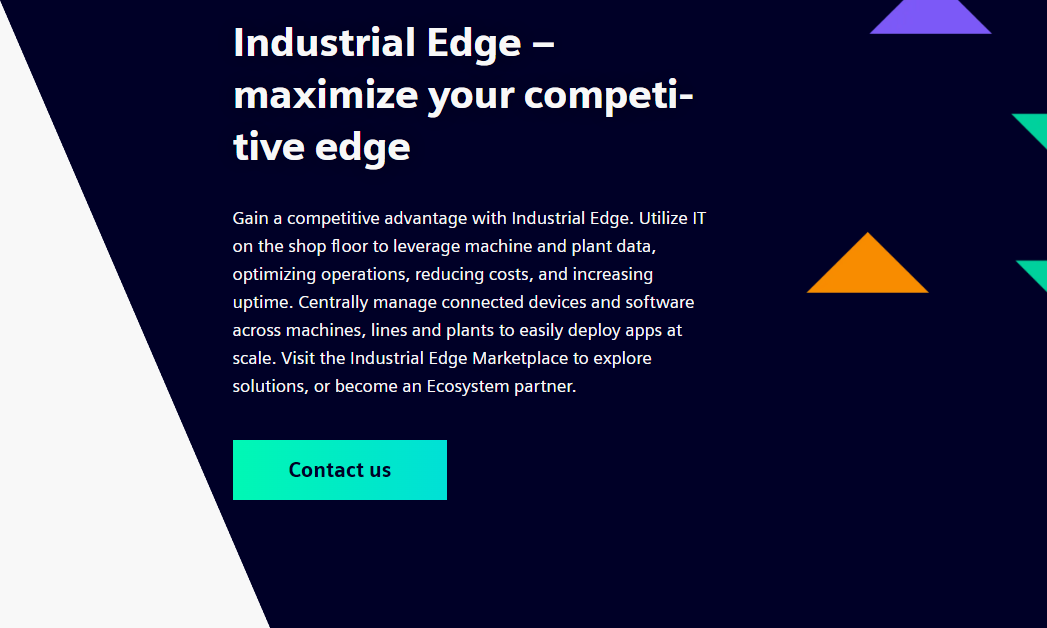 Industrial Edge –
maximize your competi-
tive edge
Gain a competitive advantage with Industrial Edge. Utilize IT
on the shop floor to leverage machine and plant data,
optimizing operations, reducing costs, and increasing
uptime. Centrally manage connected devices and software
across machines, lines and plants to easily deploy apps at
scale. Visit the Industrial Edge Marketplace to explore
solutions, or become an Ecosystem partner.
Contact us